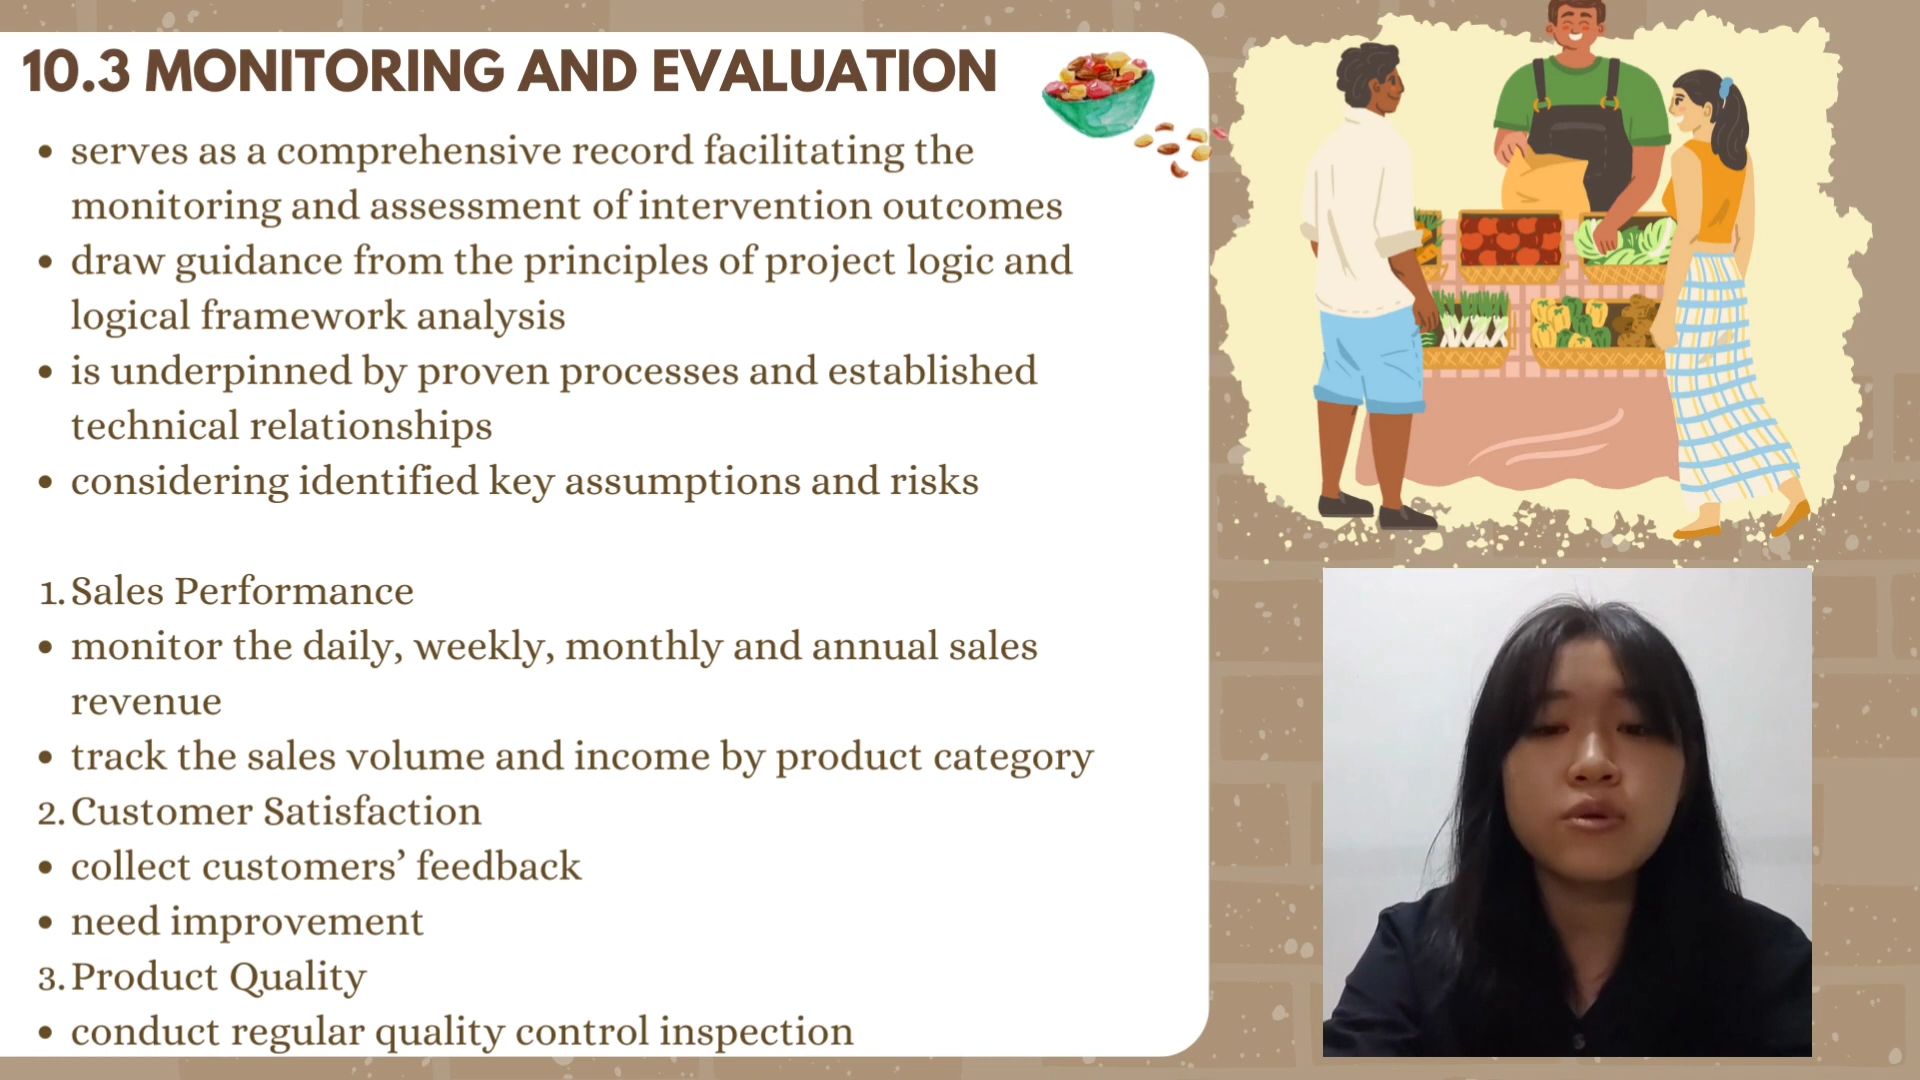 10.3 MONITORING AND EVALUATION
• serves as a comprehensive record facilitating the
monitoring and assessment of intervention outcomes
• draw guidance from the principles of project logic and
logical framework analysis
• is underpinned by proven processes and established
technical relationships
• considering identified key assumptions and risks
1. Sales Performance
• monitor the daily, weekly, monthly and annual sales
revenue
• track the sales volume and income by product category
2. Customer Satisfaction
• collect customers’ feedback
• need improvement
3. Product Quality
• conduct regular quality control inspection